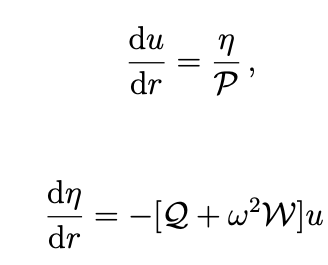 du/dr = η/𝒫 ,
dη/dr = −[𝒬 + ω²𝒲]u